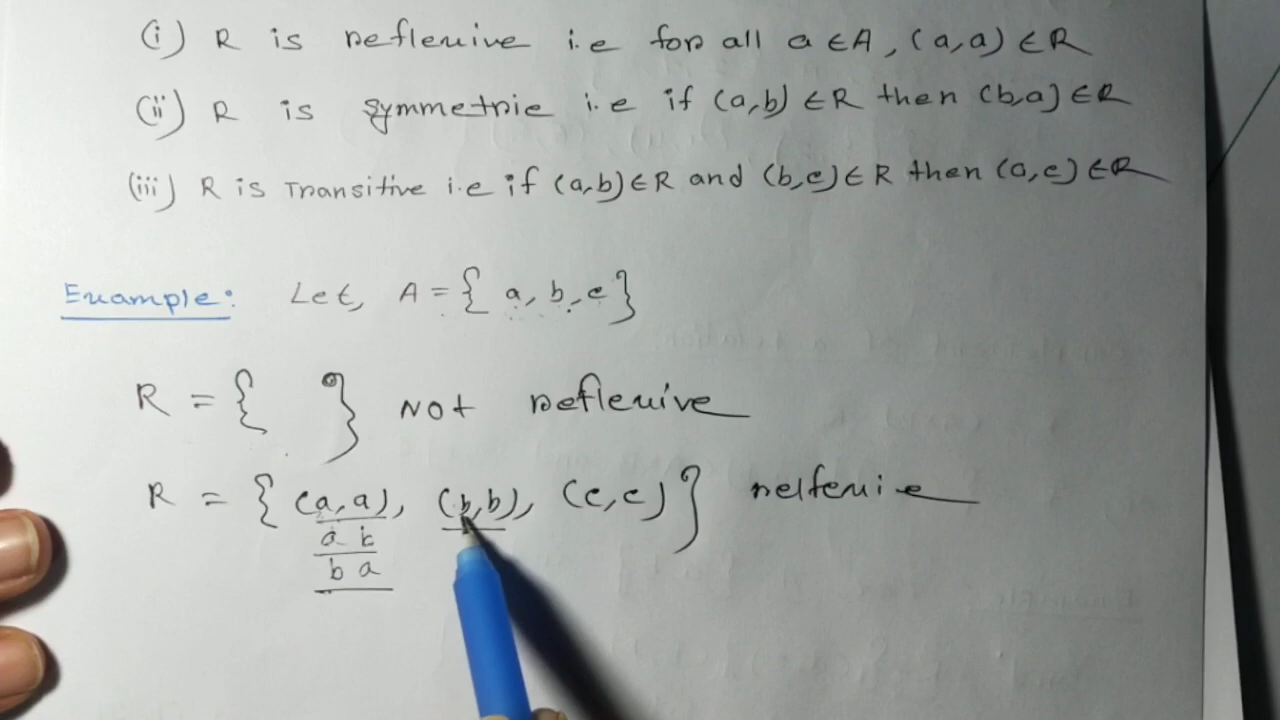 (i) R is reflexive i.e for all a ∈ A, (a,a) ∈ R
(ii) R is symmetric i.e if (a,b) ∈ R then (b,a) ∈ R
(iii) R is Transitive i.e if (a,b) ∈ R and (b,c) ∈ R then (a,c) ∈ R
Example: Let, A = { a, b, c }
R = { } Not reflexive
R = { (a,a), (b,b), (c,c) }
a b
b a